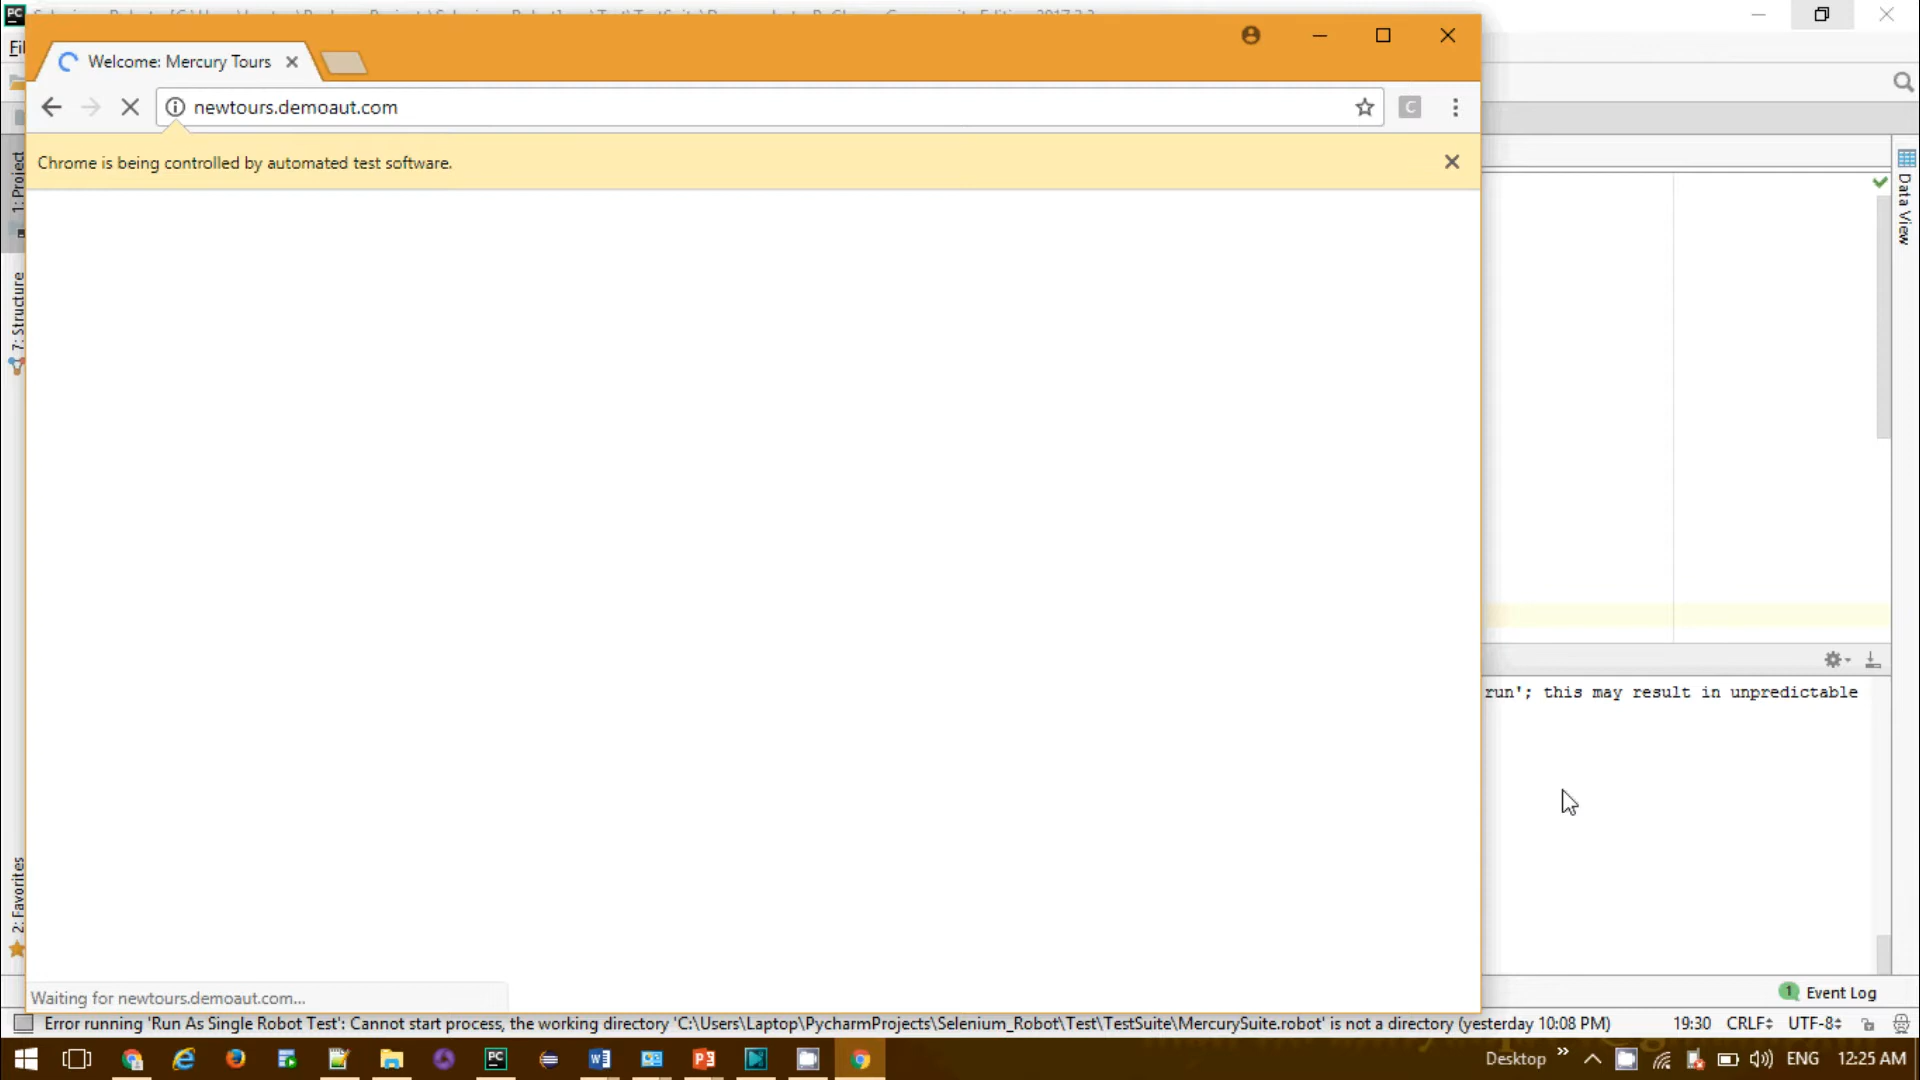 PC
Welcome: Mercury Tours
newtours.demoaut.com
C
Chrome is being controlled by automated test software.
1: Project
7: Structure
2: Favorites
Data View
run'; this may result in unpredictable
Waiting for newtours.demoaut.com...
1 Event Log
Error running 'Run As Single Robot Test': Cannot start process, the working directory 'C:\Users\Laptop\PycharmProjects\Selenium_Robot\Test\TestSuite\MercurySuite.robot' is not a directory (yesterday 10:08 PM)
19:30 CRLF UTF-8
Desktop ENG 12:25 AM